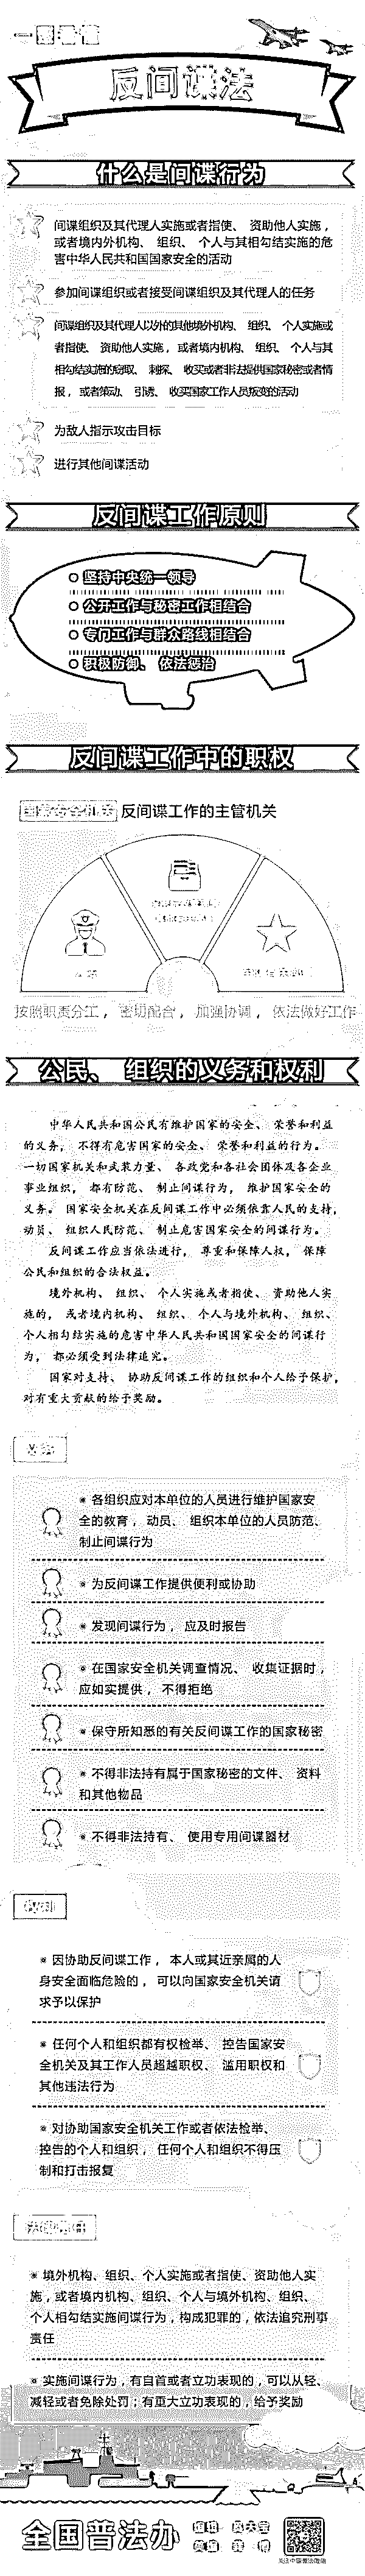 反间谍法
什么是间谍行为
间谍组织及其代理人实施或者指使、资助他人实施，
或者境内外机构、组织、个人与其相勾结实施的危
害中华人民共和国国家安全的活动
参加间谍组织或者接受间谍组织及其代理人的任务
间谍组织及其代理人以外的其他境外机构、组织、个人实施或
者指使、资助他人实施，或者境内机构、组织、个人与其
相勾结实施的窃取、刺探、收买或者非法提供国家秘密或者情
报，或者策动、引诱、收买国家工作人员叛变的活动
为敌人指示攻击目标
进行其他间谍活动
反间谍工作原则
坚持中央统一领导
公开工作与秘密工作相结合
专门工作与群众路线相结合
积极防御、依法惩治
反间谍工作中的职权
国家安全机关 反间谍工作的主管机关
按照职责分工，密切配合，加强协调，依法做好工作
公民、组织的义务和权利
中华人民共和国公民有维护国家的安全、荣誉和利益
的义务，不得有危害国家的安全、荣誉和利益的行为。
一切国家机关和武装力量、各政党和各社会团体及各企业
事业组织，都有防范、制止间谍行为，维护国家安全的
义务。国家安全机关在反间谍工作中必须依靠人民的支持，
动员、组织人民防范、制止危害国家安全的间谍行为。
反间谍工作应当依法进行，尊重和保障人权，保障
公民和组织的合法权益。
境外机构、组织、个人实施或者指使、资助他人实
施的，或者境内机构、组织、个人与境外机构、组织、
个人相勾结实施的危害中华人民共和国国家安全的间谍行
为，都必须受到法律追究。
国家对支持、协助反间谍工作的组织和个人给予保护，
对有重大贡献的给予奖励。
各组织应对本单位的人员进行维护国家安
全的教育，动员、组织本单位的人员防范、
制止间谍行为
为反间谍工作提供便利或协助
发现间谍行为，应及时报告
在国家安全机关调查情况、收集证据时，
应如实提供，不得拒绝
保守所知悉的有关反间谍工作的国家秘密
不得非法持有属于国家秘密的文件、资料
和其他物品
不得非法持有、使用专用间谍器材
权利
因协助反间谍工作，本人或其近亲属的人
身安全面临危险的，可以向国家安全机关请
求予以保护
任何个人和组织都有权检举、控告国家安
全机关及其工作人员超越职权、滥用职权和
其他违法行为
对协助国家安全机关工作或者依法检举、
控告的个人和组织，任何个人和组织不得压
制和打击报复
境外机构、组织、个人实施或者指使、资助他人实
施，或者境内机构、组织、个人与境外机构、组织、
个人相勾结实施间谍行为，构成犯罪的，依法追究刑事
责任
实施间谍行为，有自首或者立功表现的，可以从轻、
减轻或者免除处罚；有重大立功表现的，给予奖励
全国普法办